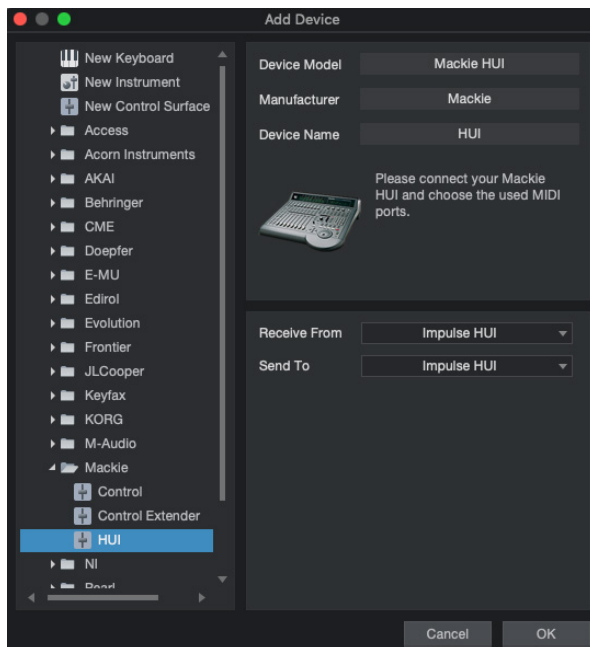 Add Device
New Keyboard
New Instrument
New Control Surface
Access
Acorn Instruments
AKAI
Behringer
CME
Doepfer
E-MU
Edirol
Evolution
Frontier
JLCooper
Keyfax
KORG
M-Audio
Mackie
Control
Control Extender
HUI
NI
Pearl
Device Model
Mackie HUI
Manufacturer
Mackie
Device Name
HUI
Please connect your Mackie
HUI and choose the used MIDI
ports.
Receive From
Impulse HUI
Send To
Impulse HUI
Cancel
OK